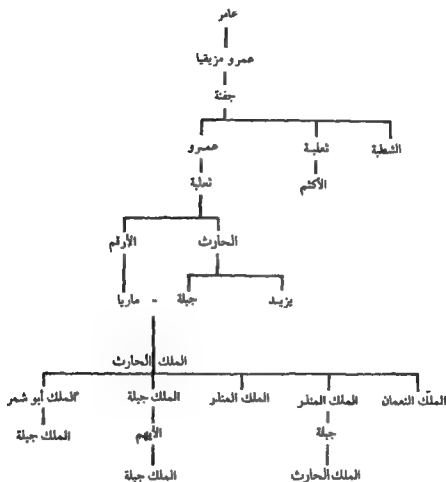 عامر
عمرو مزيقيا
جفنة
الشطبة ثعلبة عمرو
الأكثم ثعلبة
الحارث الأرقم
يزيد جبلة = ماريا
الملك الحارث
الملك النعمان الملك المنذر الملك المنذر الملك جبلة الملك أبو شمر
جبلة الأيهم الملك جبلة
الملك الحارث الملك جبلة